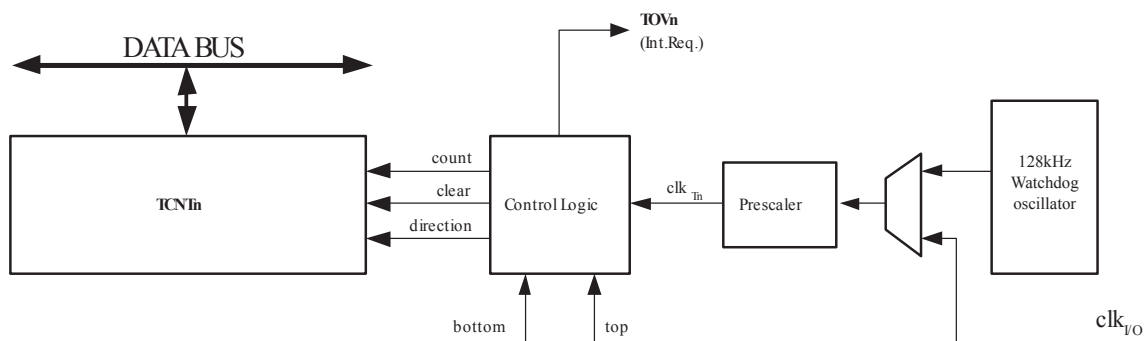 TOVn
(Int.Req.)
DATA BUS
TCNTn
count
clear
direction
Control Logic
clk Tn
Prescaler
128kHz
Watchdog
oscillator
bottom
top
clkI/O